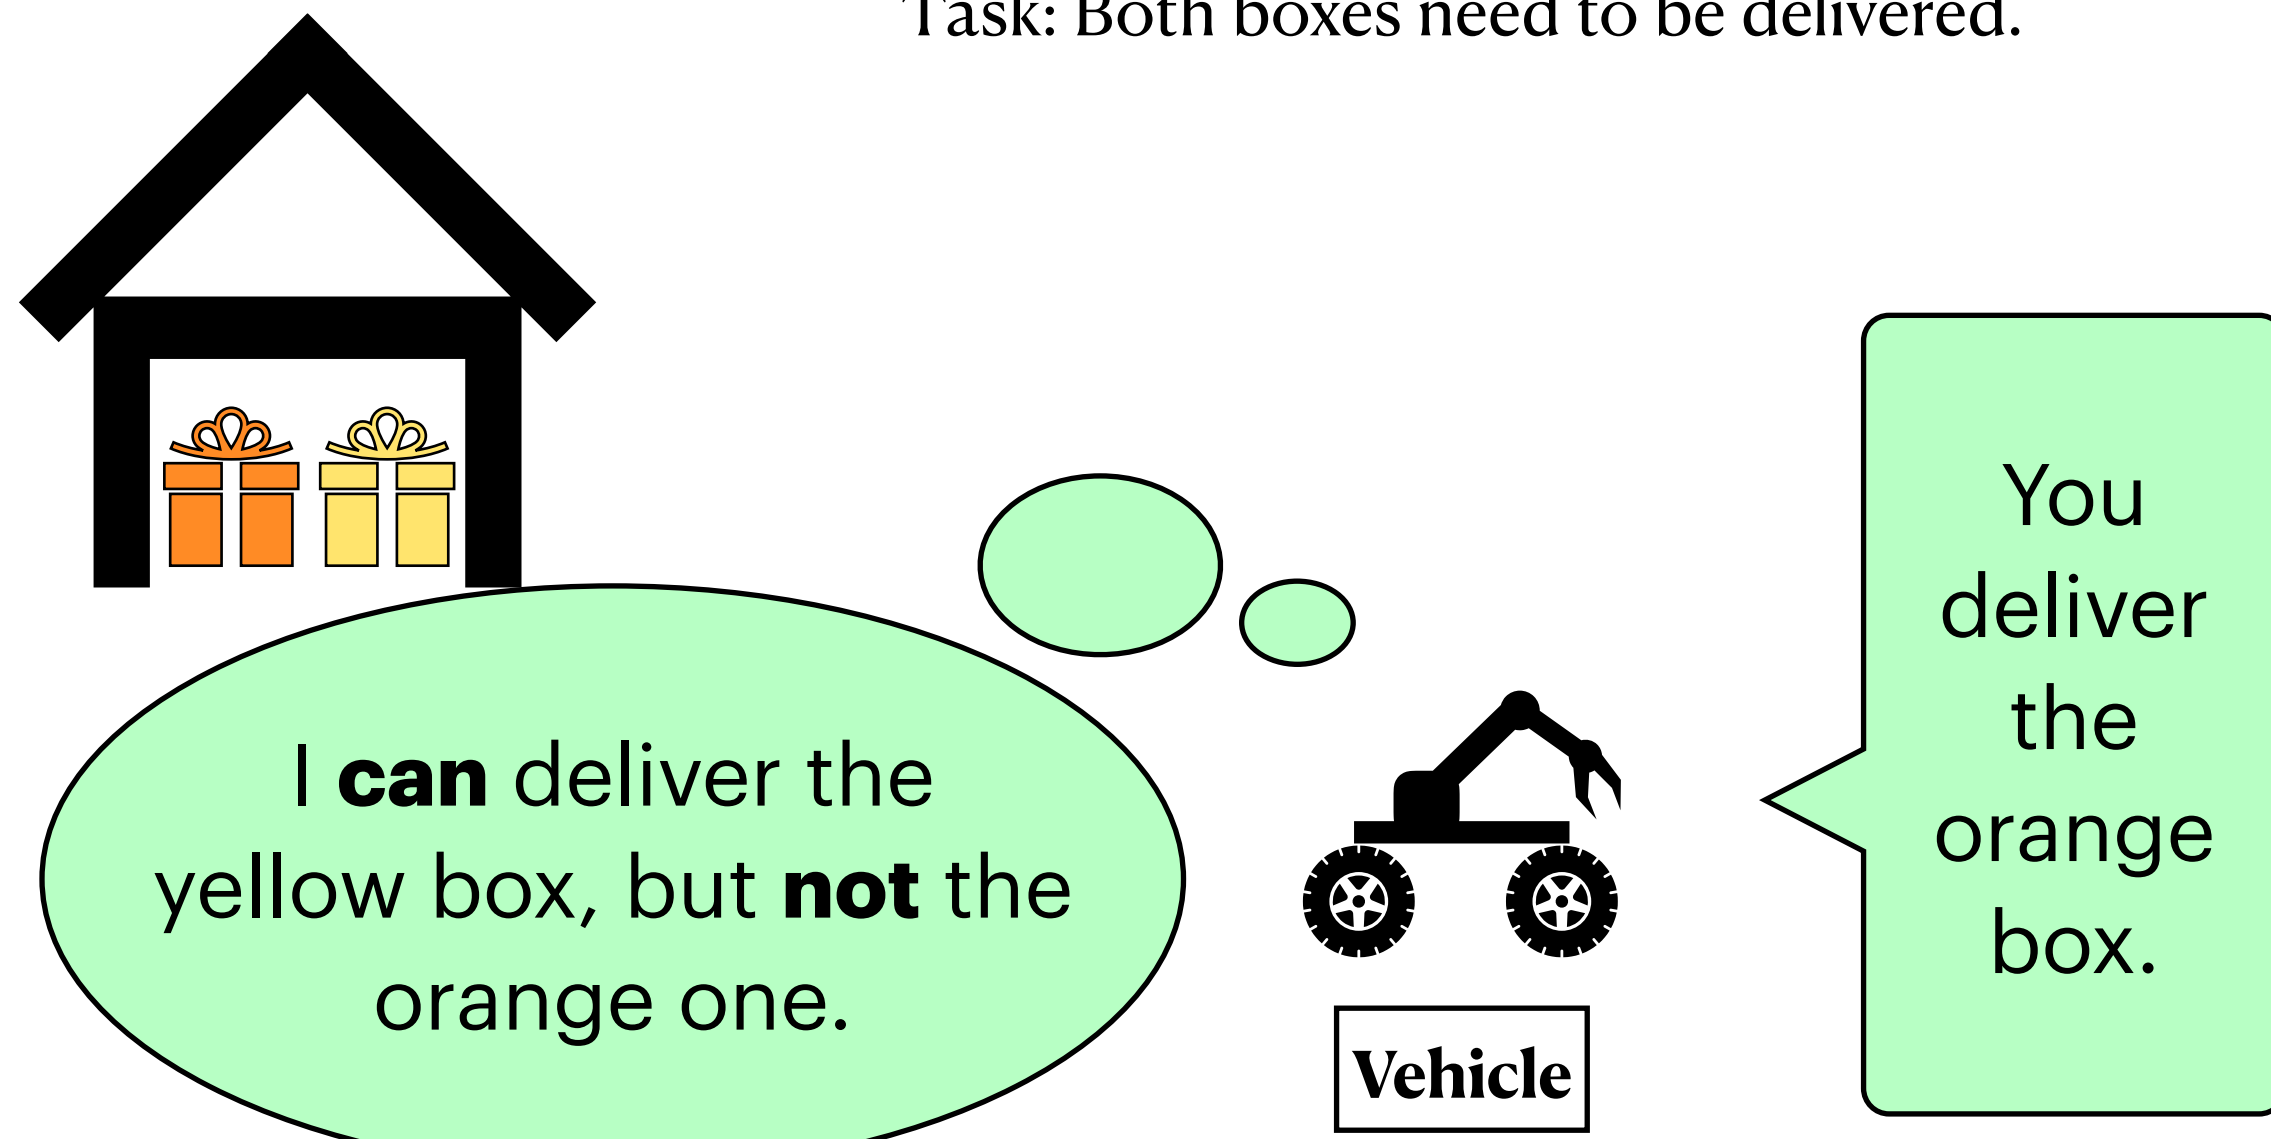 Task: Both boxes need to be delivered.
I can deliver the
yellow box, but not the
orange one.
Vehicle
You
deliver
the
orange
box.